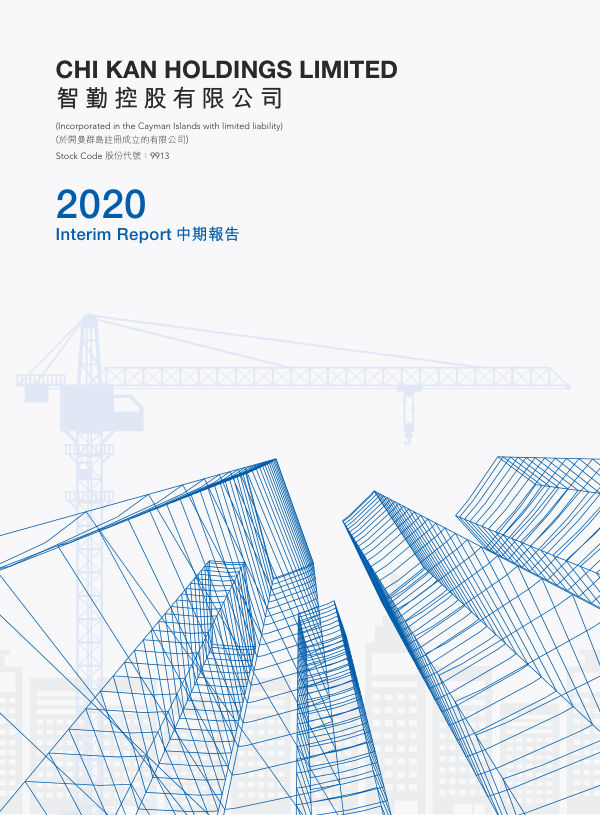 CHI KAN HOLDINGS LIMITED
智勤控股有限公司
(Incorporated in the Cayman Islands with limited liability)
(於開曼群島註冊成立的有限公司)
Stock Code 股份代號：9913
2020
Interim Report 中期報告